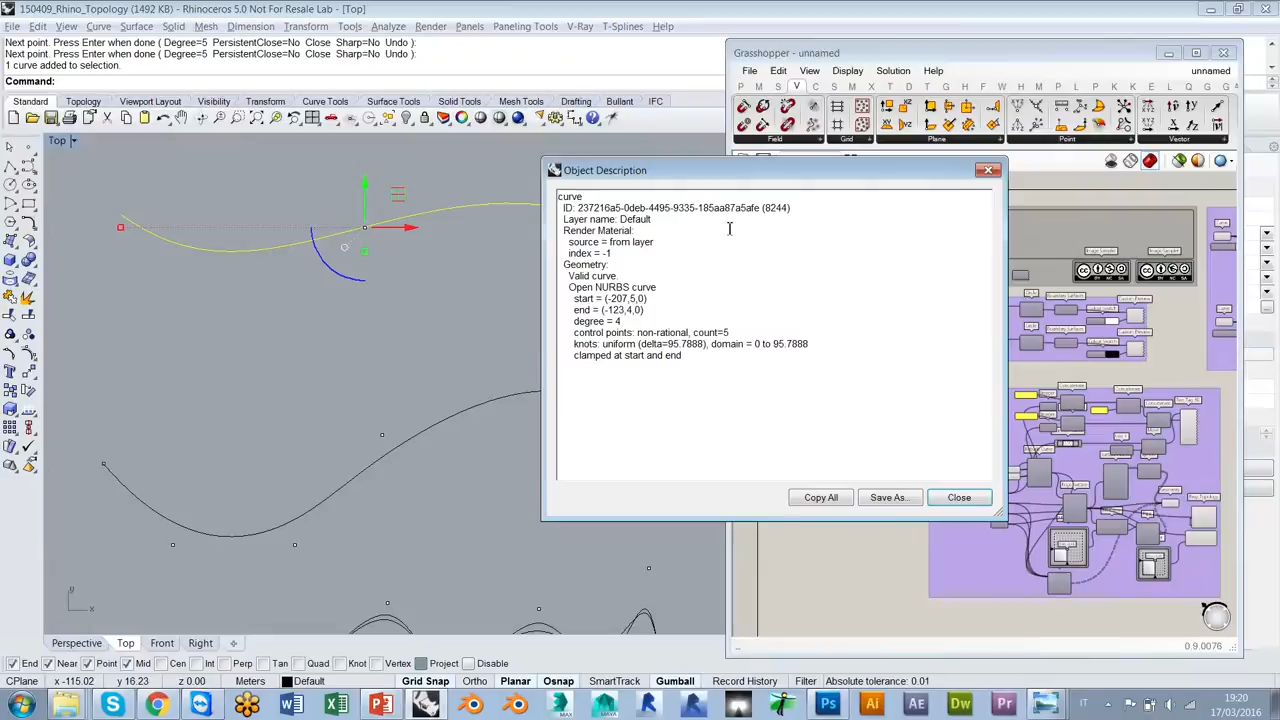 150409_Rhino_Topology (1492 KB) - Rhinoceros 5.0 Not For Resale Lab - [Top]
File Edit View Curve Surface Solid Mesh Dimension Transform Tools Analyze Render Panels Paneling Tools V-Ray T-Splines Help
Next point. Press Enter when done ( Degree=5 PersistentClose=No Close Sharp=No Undo ):
Next point. Press Enter when done ( Degree=5 PersistentClose=No Close Sharp=No Undo ):
1 curve added to selection.
Command:
Standard Topology Viewport Layout Visibility Transform Curve Tools Surface Tools Solid Tools Mesh Tools Drafting Bullant IFC
Top
Grasshopper - unnamed
File Edit View Display Solution Help unnamed
Field Grid Plane Point Vector
Object Description
curve
ID: 237216a5-0deb-4495-9335-185aa87a5afe (8244)
Layer name: Default
Render Material:
source = from layer
index = -1
Geometry:
Valid curve.
Open NURBS curve
start = (-207,5,0)
end = (-123,4,0)
degree = 4
control points: non-rational, count=5
knots: uniform (delta=95.7888), domain = 0 to 95.7888
clamped at start and end
Copy All Save As... Close
y
x
0.9.0076
Perspective Top Front Right
End Near Point Mid Cen Int Perp Tan Quad Knot Vertex Project Disable
CPlane x -115.02 y 16.23 z 0.00 Meters Default Grid Snap Ortho Planar Osnap SmartTrack Gumball Record History Filter Absolute tolerance: 0.01
IT
19:20
17/03/2016